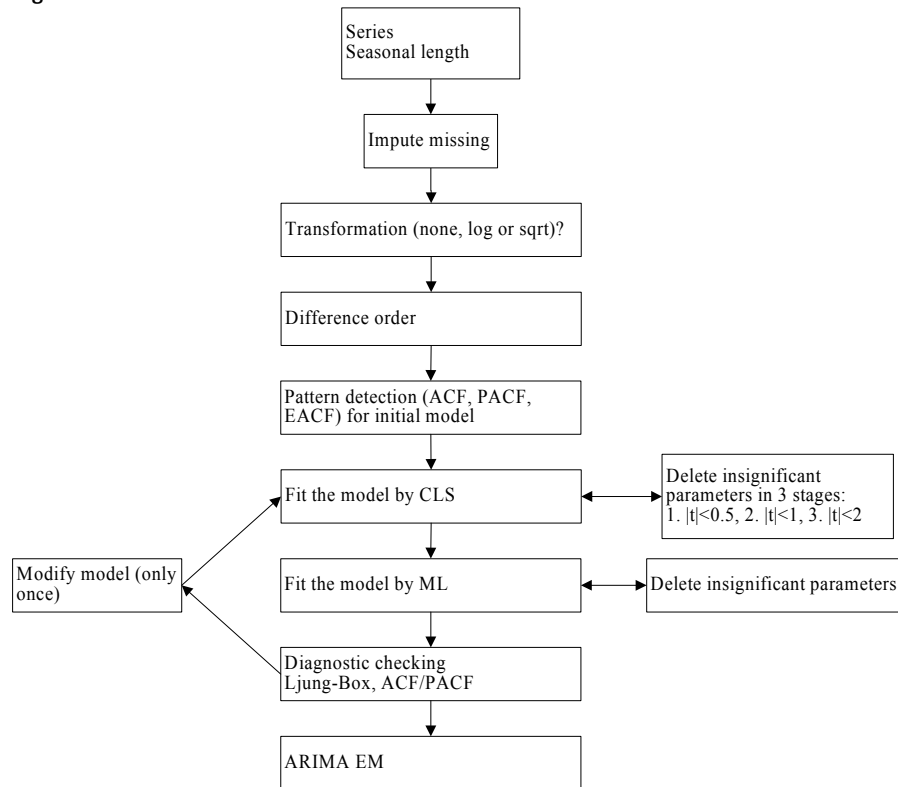 Series
Seasonal length
Impute missing
Transformation (none, log or sqrt)?
Difference order
Pattern detection (ACF, PACF,
EACF) for initial model
Fit the model by CLS
Delete insignificant
parameters in 3 stages:
1. |t|<0.5, 2. |t|<1, 3. |t|<2
Modify model (only
once)
Fit the model by ML
Delete insignificant parameters
Diagnostic checking
Ljung-Box, ACF/PACF
ARIMA EM